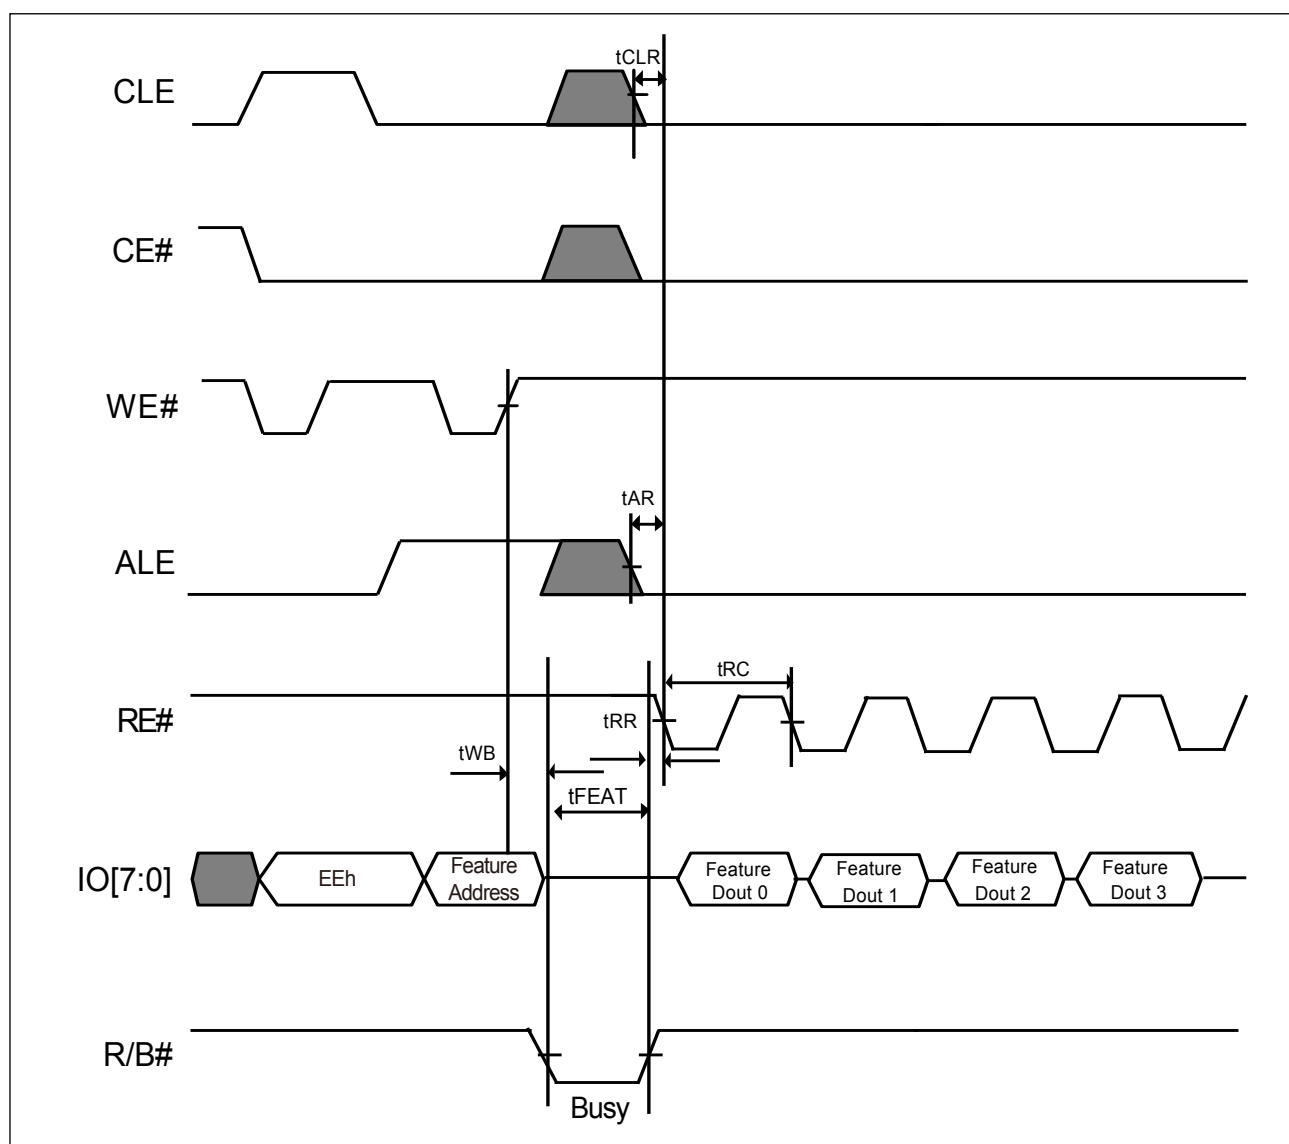 tCLR
CLE
CE#
WE#
tAR
ALE
tRC
RE#
tRR
tWB
tFEAT
IO[7:0]
EEh
Feature
Address
Feature
Dout 0
Feature
Dout 1
Feature
Dout 2
Feature
Dout 3
R/B#
Busy